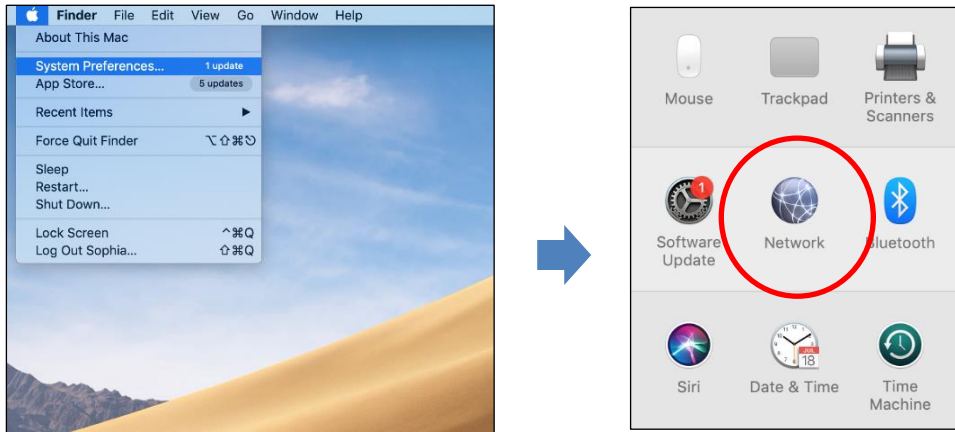 Finder File Edit View Go Window Help
About This Mac
System Preferences... 1 update
App Store... 5 updates
Recent Items ▶
Force Quit Finder ⌥⇧⌘⎋
Sleep
Restart...
Shut Down...
Lock Screen ^⌘Q
Log Out Sophia... ⇧⌘Q
Mouse Trackpad Printers &
Scanners
1
Software Network Bluetooth
Update
JUL
18
Siri Date & Time Time
Machine